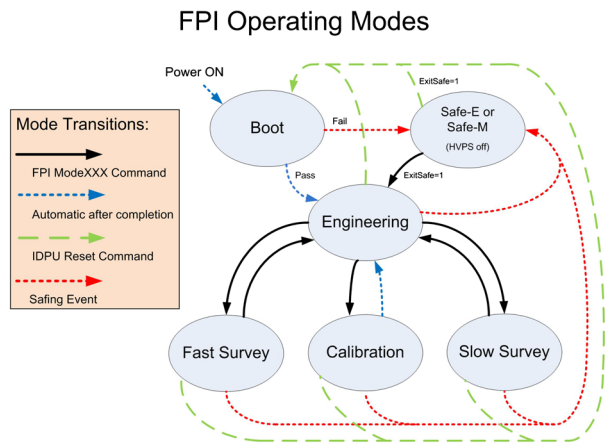 FPI Operating Modes
Power ON
ExitSafe=1
Mode Transitions:
FPI ModeXXX Command
Automatic after completion
IDPU Reset Command
Safing Event
Boot
Fail
Safe-E or
Safe-M
(HVPS off)
Pass
ExitSafe=1
Engineering
Fast Survey
Calibration
Slow Survey